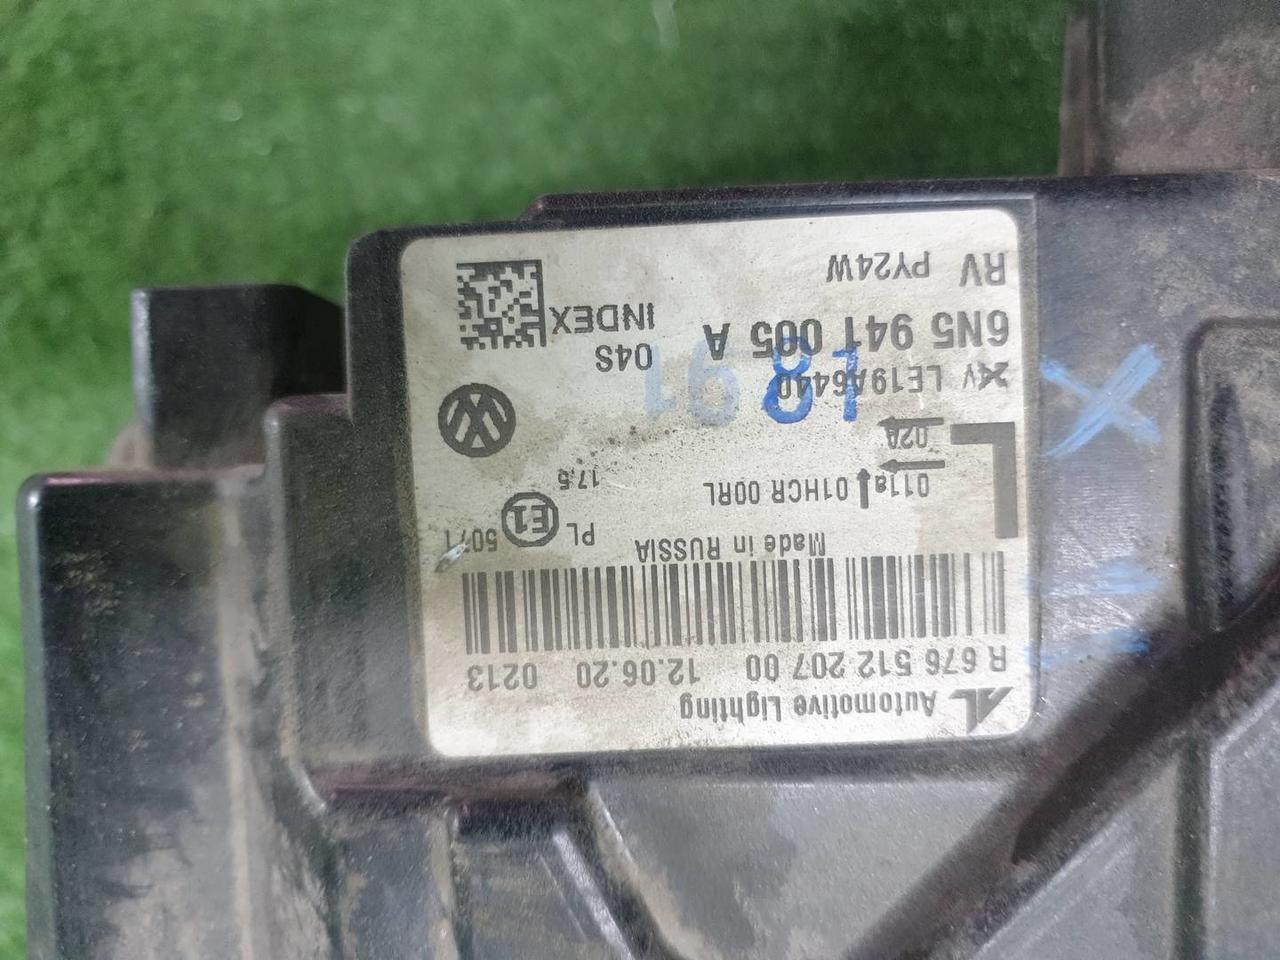 Automotive Lighting
R 676 512 207 00 12.06.20 0213
Made in RUSSIA
PL E1 5071
011a 01HCR 00RL 17.5
02A
L
LE19A6440
1891
04S
6N5 941 005 A INDEX
RV PY24W
X